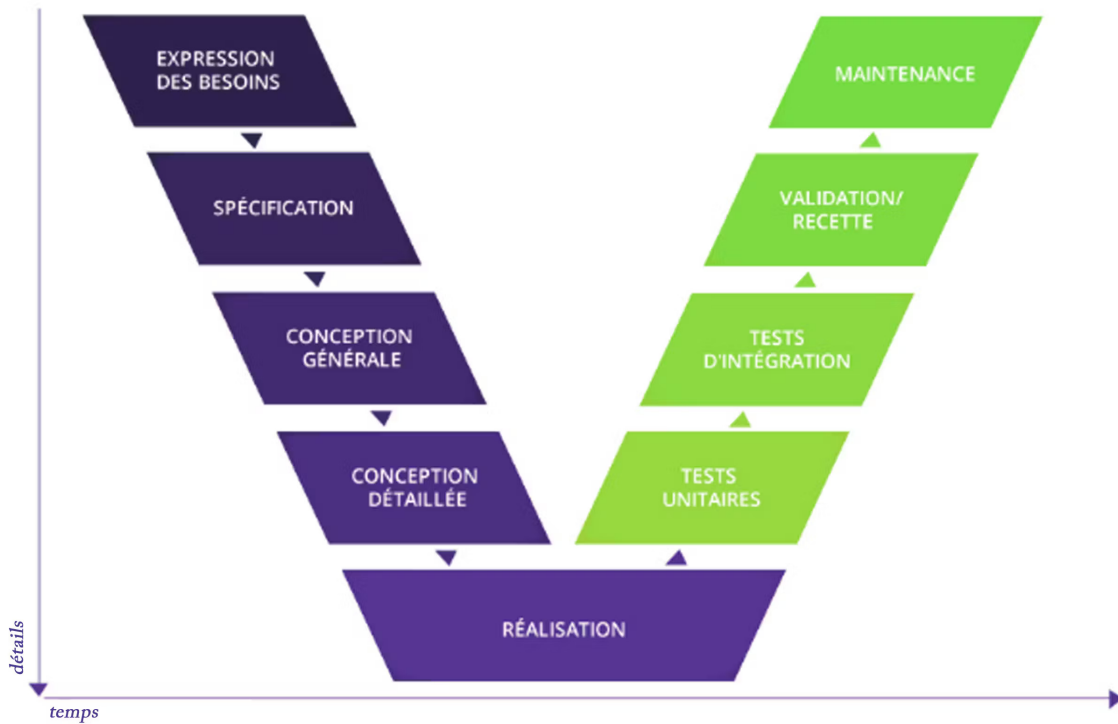 EXPRESSION
DES BESOINS
SPÉCIFICATION
CONCEPTION
GÉNÉRALE
CONCEPTION
DÉTAILLÉE
RÉALISATION
TESTS
UNITAIRES
TESTS
D'INTÉGRATION
VALIDATION/
RECETTE
MAINTENANCE
détails
temps